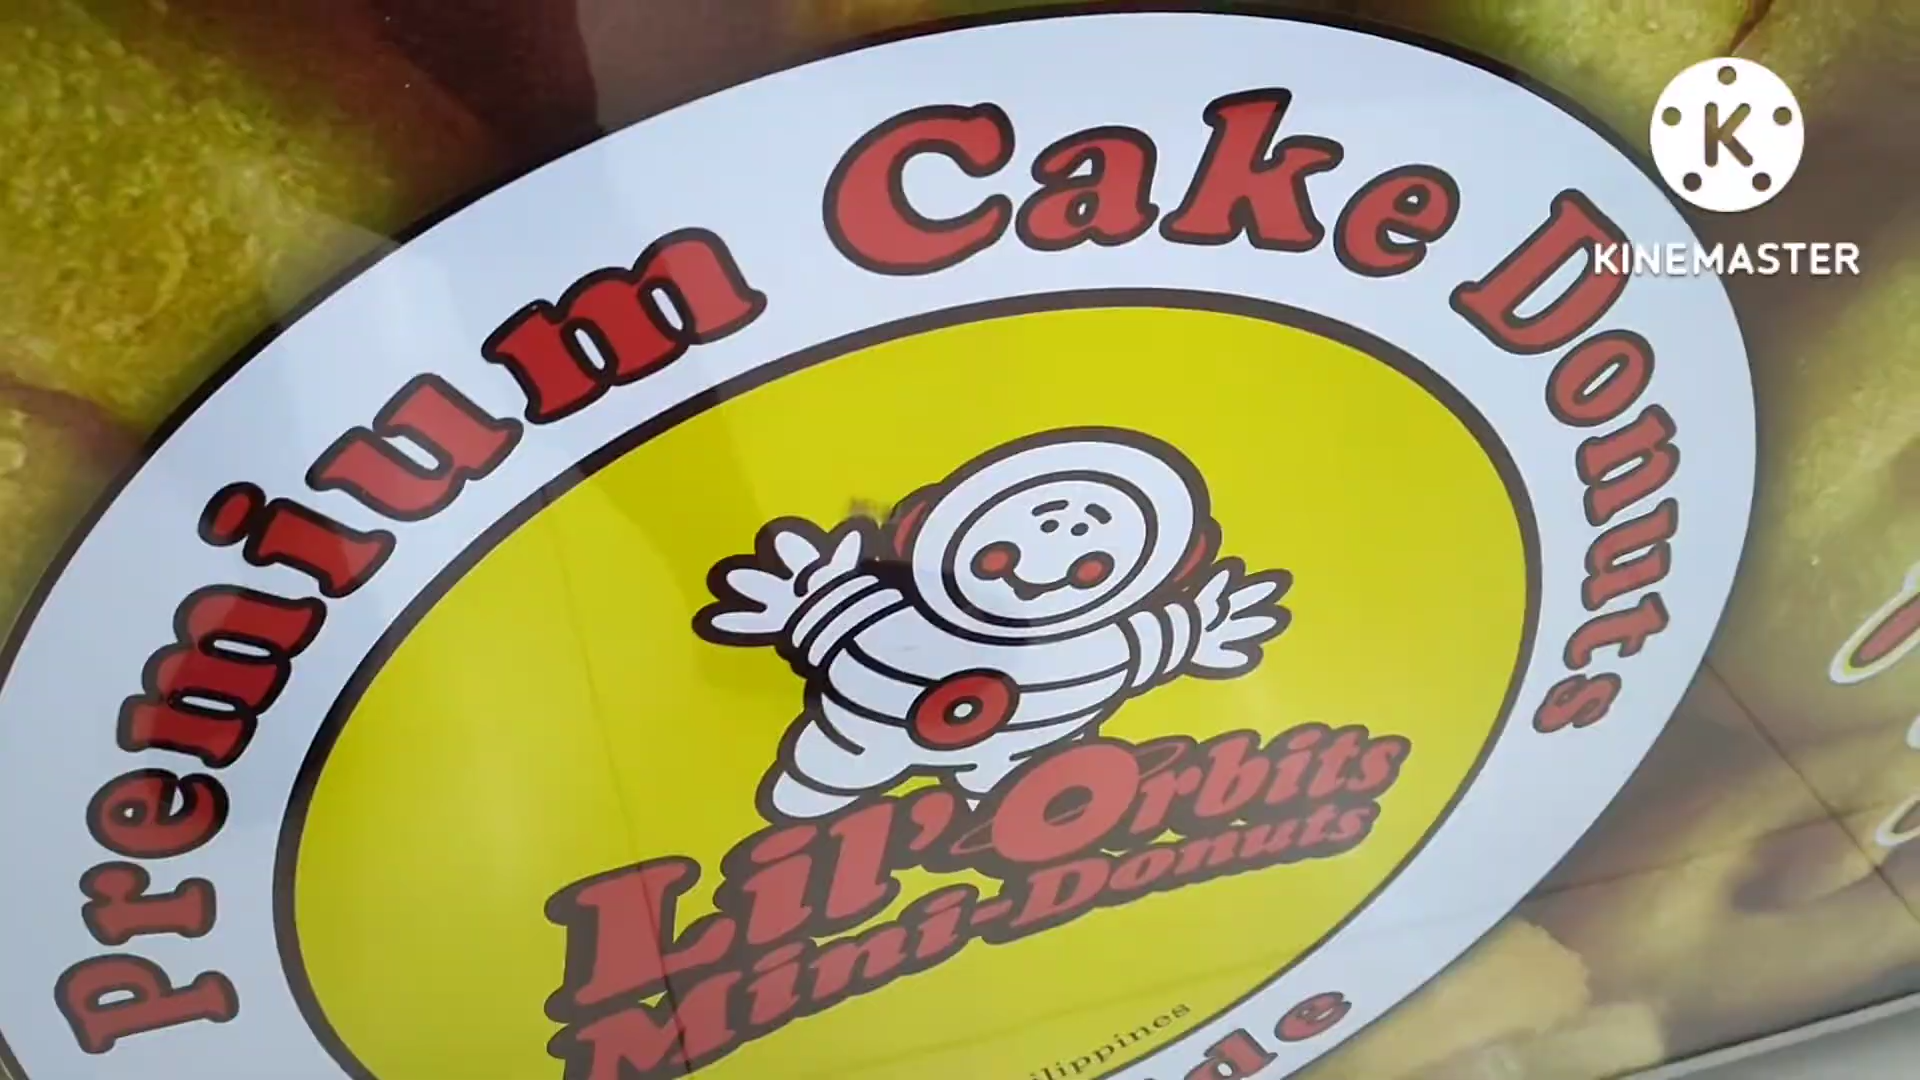 Premium Cake Donuts
K
KINEMASTER
Lil' Orbits
Mini-Donuts